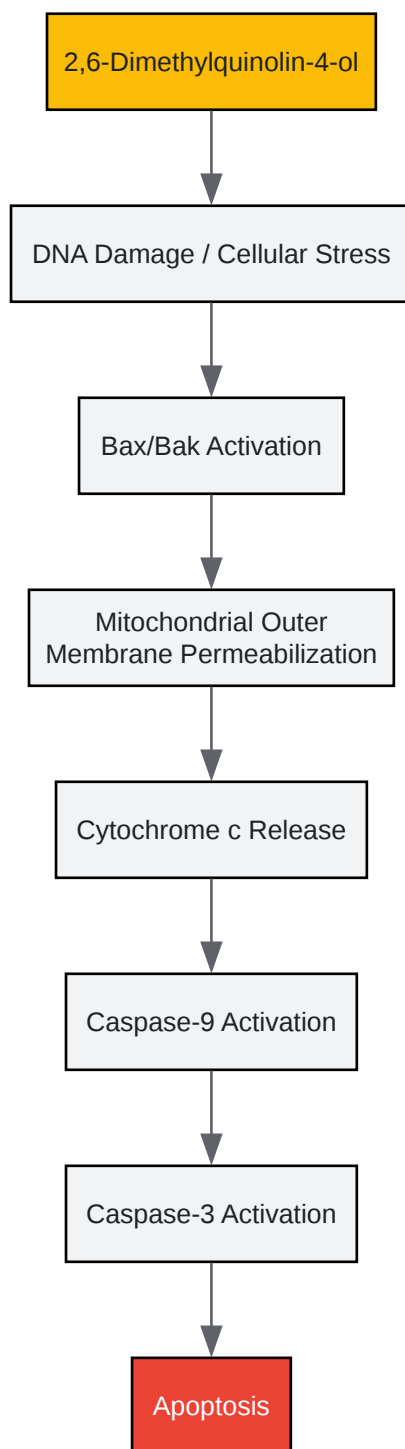 2,6-Dimethylquinolin-4-ol
DNA Damage / Cellular Stress
Bax/Bak Activation
Mitochondrial Outer
Membrane Permeabilization
Cytochrome c Release
Caspase-9 Activation
Caspase-3 Activation
Apoptosis